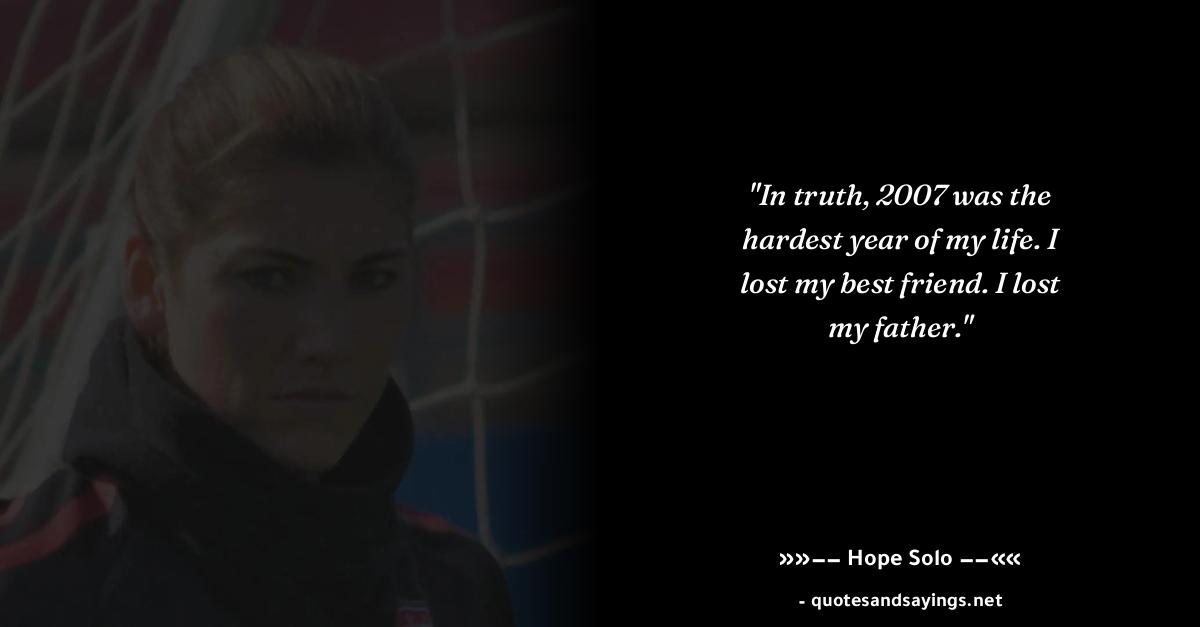 "In truth, 2007 was the
hardest year of my life. I
lost my best friend. I lost
my father."
»»−− Hope Solo −−««
- quotesandsayings.net